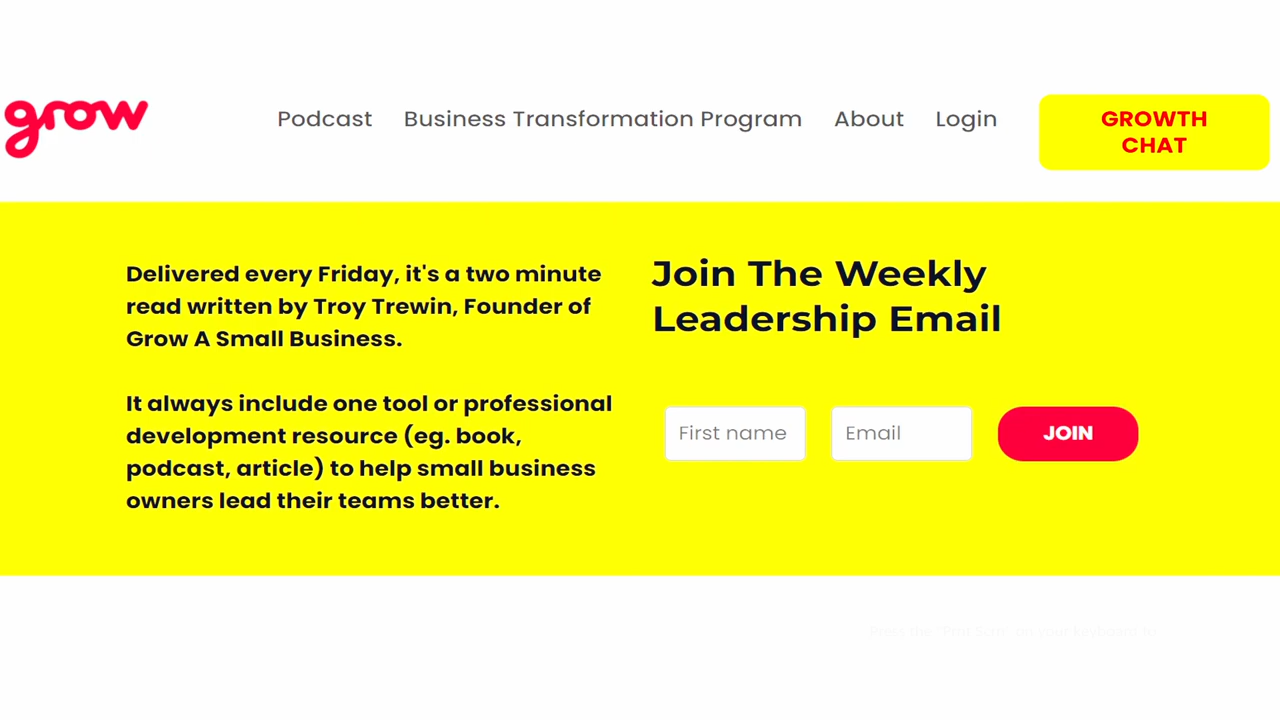 grow
Podcast
Business Transformation Program
About
Login
GROWTH
CHAT
Delivered every Friday, it's a two minute
read written by Troy Trewin, Founder of
Grow A Small Business.
It always include one tool or professional
development resource (eg. book,
podcast, article) to help small business
owners lead their teams better.
Join The Weekly
Leadership Email
First name
Email
JOIN